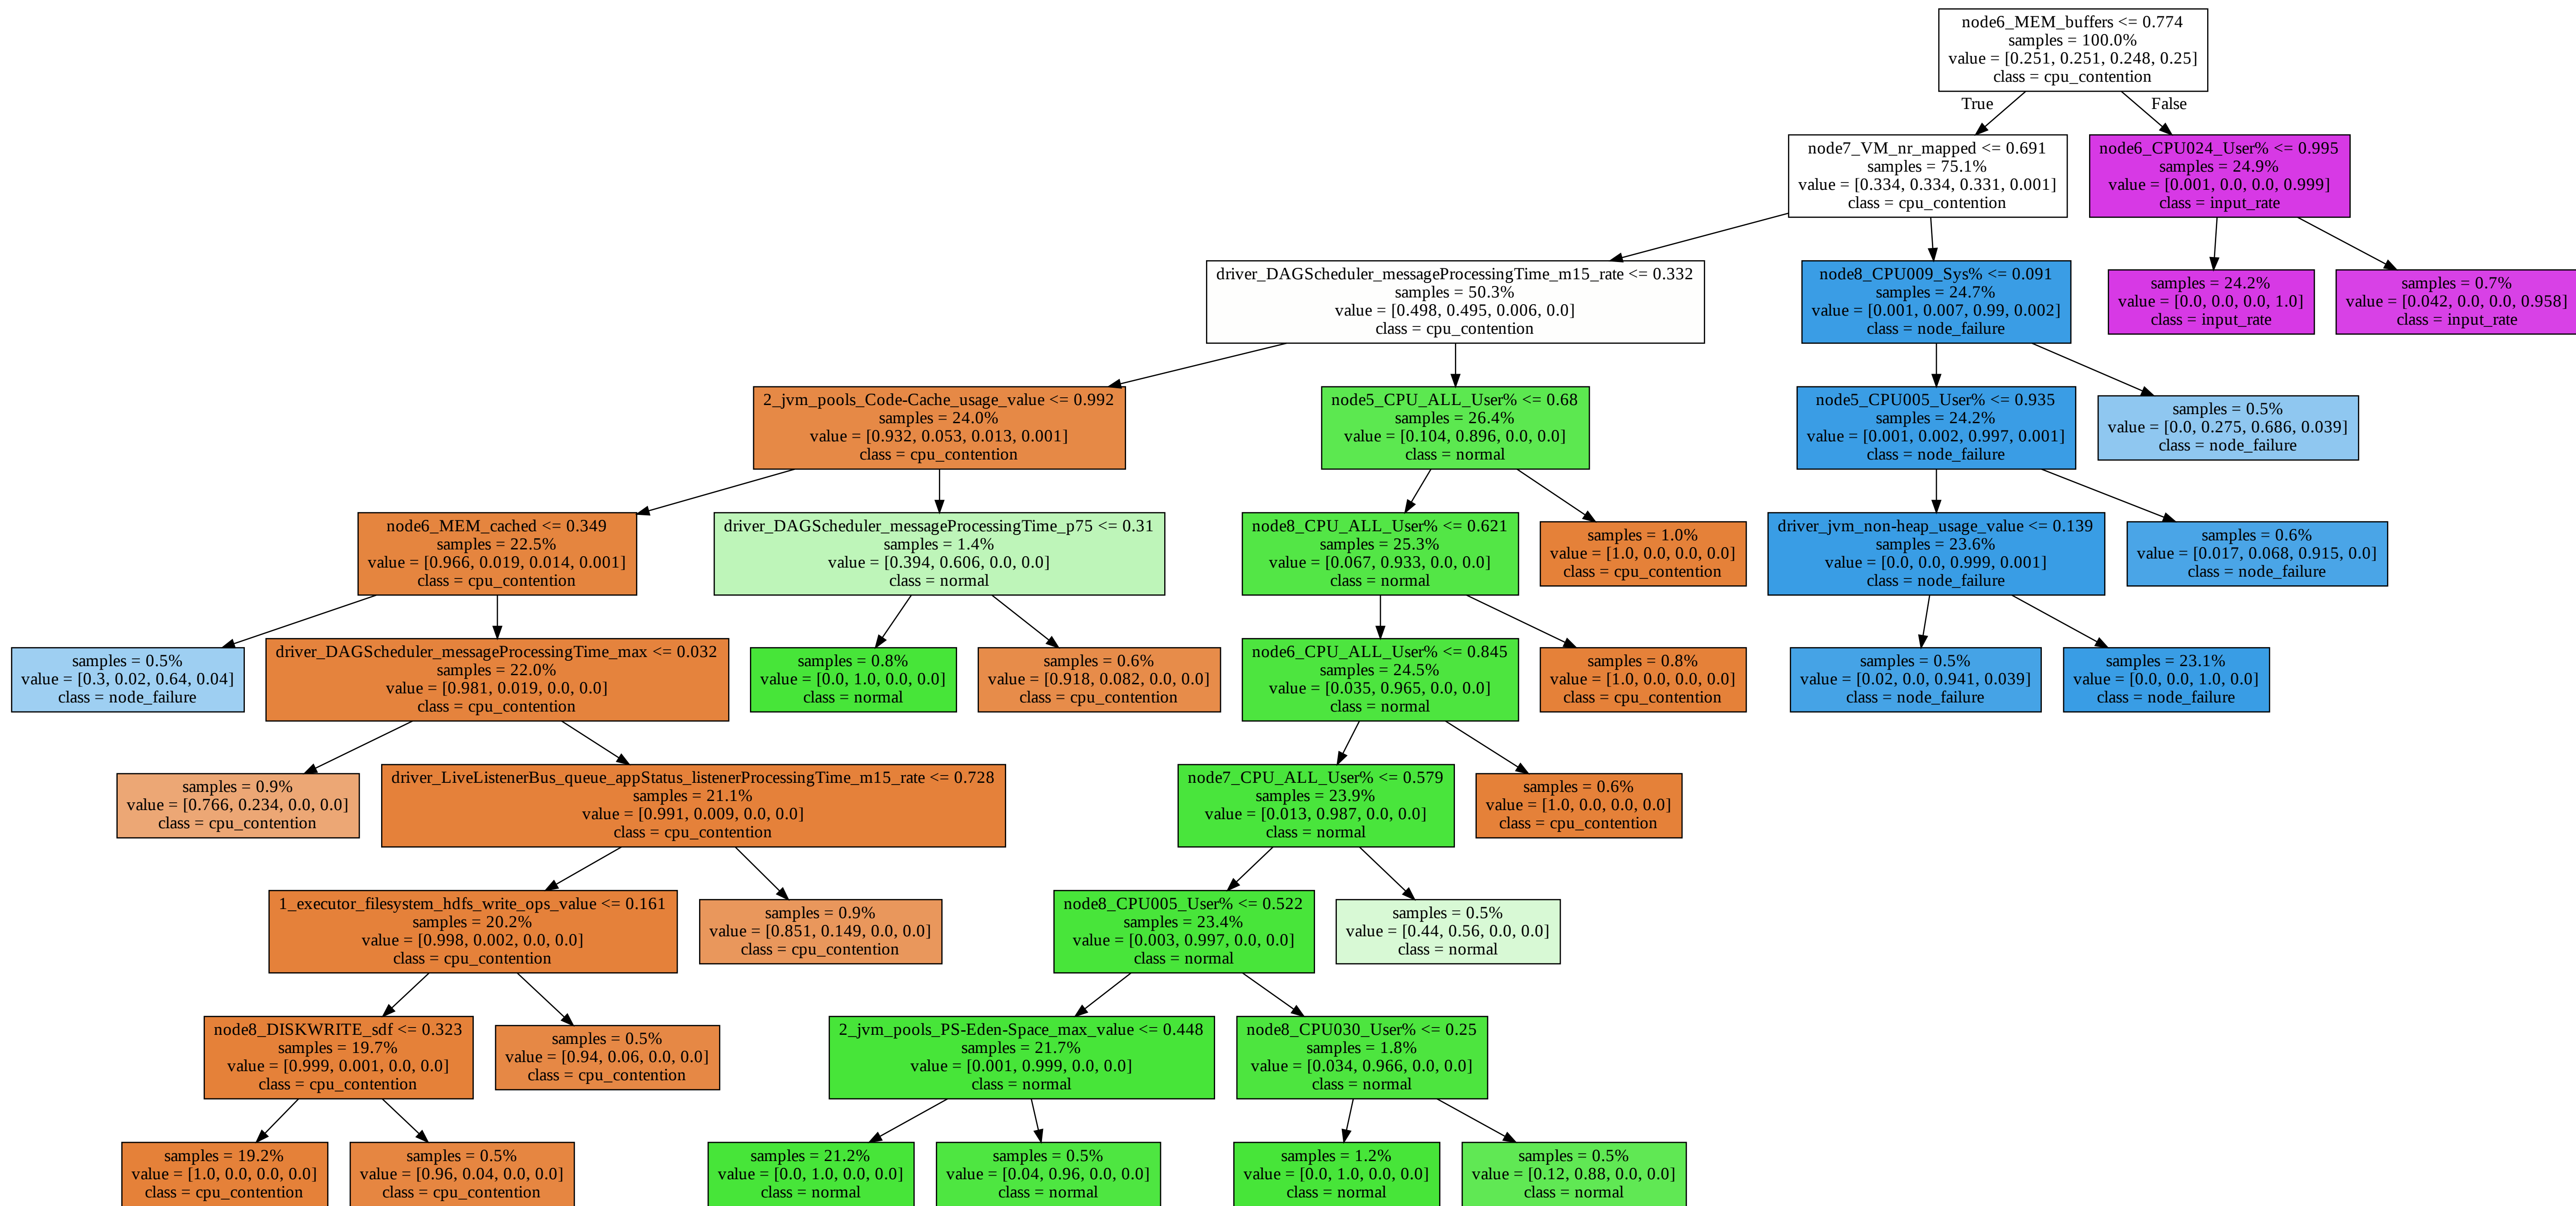 node6_MEM_buffers <= 0.774
samples = 100.0%
value = [0.251, 0.251, 0.248, 0.25]
class = cpu_contention
True
False
node7_VM_nr_mapped <= 0.691
samples = 75.1%
value = [0.334, 0.334, 0.331, 0.001]
class = cpu_contention
node6_CPU024_User% <= 0.995
samples = 24.9%
value = [0.001, 0.0, 0.0, 0.999]
class = input_rate
driver_DAGScheduler_messageProcessingTime_m15_rate <= 0.332
samples = 50.3%
value = [0.498, 0.495, 0.006, 0.0]
class = cpu_contention
node8_CPU009_Sys% <= 0.091
samples = 24.7%
value = [0.001, 0.007, 0.99, 0.002]
class = node_failure
samples = 24.2%
value = [0.0, 0.0, 0.0, 1.0]
class = input_rate
samples = 0.7%
value = [0.042, 0.0, 0.0, 0.958]
class = input_rate
2_jvm_pools_Code-Cache_usage_value <= 0.992
samples = 24.0%
value = [0.932, 0.053, 0.013, 0.001]
class = cpu_contention
node5_CPU_ALL_User% <= 0.68
samples = 26.4%
value = [0.104, 0.896, 0.0, 0.0]
class = normal
node5_CPU005_User% <= 0.935
samples = 24.2%
value = [0.001, 0.002, 0.997, 0.001]
class = node_failure
samples = 0.5%
value = [0.0, 0.275, 0.686, 0.039]
class = node_failure
node6_MEM_cached <= 0.349
samples = 22.5%
value = [0.966, 0.019, 0.014, 0.001]
class = cpu_contention
driver_DAGScheduler_messageProcessingTime_p75 <= 0.31
samples = 1.4%
value = [0.394, 0.606, 0.0, 0.0]
class = normal
node8_CPU_ALL_User% <= 0.621
samples = 25.3%
value = [0.067, 0.933, 0.0, 0.0]
class = normal
samples = 1.0%
value = [1.0, 0.0, 0.0, 0.0]
class = cpu_contention
driver_jvm_non-heap_usage_value <= 0.139
samples = 23.6%
value = [0.0, 0.0, 0.999, 0.001]
class = node_failure
samples = 0.6%
value = [0.017, 0.068, 0.915, 0.0]
class = node_failure
samples = 0.5%
value = [0.3, 0.02, 0.64, 0.04]
class = node_failure
driver_DAGScheduler_messageProcessingTime_max <= 0.032
samples = 22.0%
value = [0.981, 0.019, 0.0, 0.0]
class = cpu_contention
samples = 0.8%
value = [0.0, 1.0, 0.0, 0.0]
class = normal
samples = 0.6%
value = [0.918, 0.082, 0.0, 0.0]
class = cpu_contention
node6_CPU_ALL_User% <= 0.845
samples = 24.5%
value = [0.035, 0.965, 0.0, 0.0]
class = normal
samples = 0.8%
value = [1.0, 0.0, 0.0, 0.0]
class = cpu_contention
samples = 0.5%
value = [0.02, 0.0, 0.941, 0.039]
class = node_failure
samples = 23.1%
value = [0.0, 0.0, 1.0, 0.0]
class = node_failure
samples = 0.9%
value = [0.766, 0.234, 0.0, 0.0]
class = cpu_contention
driver_LiveListenerBus_queue_appStatus_listenerProcessingTime_m15_rate <= 0.728
samples = 21.1%
value = [0.991, 0.009, 0.0, 0.0]
class = cpu_contention
node7_CPU_ALL_User% <= 0.579
samples = 23.9%
value = [0.013, 0.987, 0.0, 0.0]
class = normal
samples = 0.6%
value = [1.0, 0.0, 0.0, 0.0]
class = cpu_contention
1_executor_filesystem_hdfs_write_ops_value <= 0.161
samples = 20.2%
value = [0.998, 0.002, 0.0, 0.0]
class = cpu_contention
samples = 0.9%
value = [0.851, 0.149, 0.0, 0.0]
class = cpu_contention
node8_CPU005_User% <= 0.522
samples = 23.4%
value = [0.003, 0.997, 0.0, 0.0]
class = normal
samples = 0.5%
value = [0.44, 0.56, 0.0, 0.0]
class = normal
node8_DISKWRITE_sdf <= 0.323
samples = 19.7%
value = [0.999, 0.001, 0.0, 0.0]
class = cpu_contention
samples = 0.5%
value = [0.94, 0.06, 0.0, 0.0]
class = cpu_contention
2_jvm_pools_PS-Eden-Space_max_value <= 0.448
samples = 21.7%
value = [0.001, 0.999, 0.0, 0.0]
class = normal
node8_CPU030_User% <= 0.25
samples = 1.8%
value = [0.034, 0.966, 0.0, 0.0]
class = normal
samples = 19.2%
value = [1.0, 0.0, 0.0, 0.0]
class = cpu_contention
samples = 0.5%
value = [0.96, 0.04, 0.0, 0.0]
class = cpu_contention
samples = 21.2%
value = [0.0, 1.0, 0.0, 0.0]
class = normal
samples = 0.5%
value = [0.04, 0.96, 0.0, 0.0]
class = normal
samples = 1.2%
value = [0.0, 1.0, 0.0, 0.0]
class = normal
samples = 0.5%
value = [0.12, 0.88, 0.0, 0.0]
class = normal